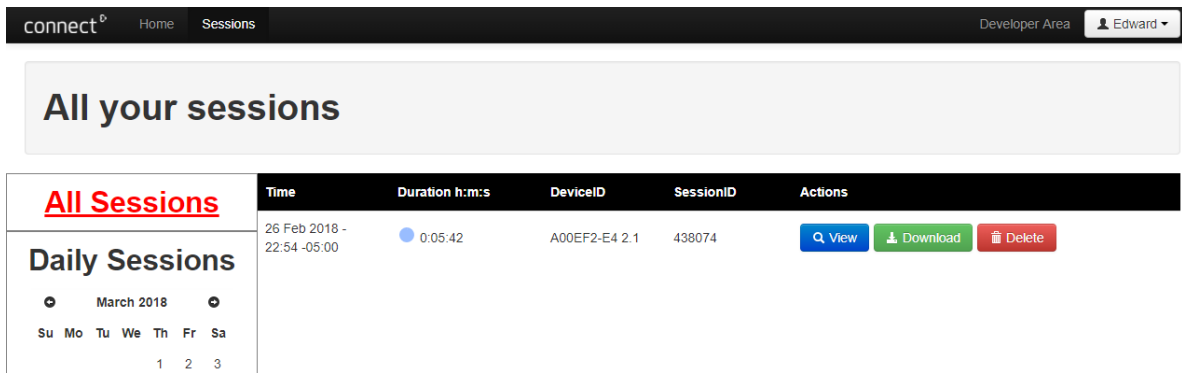 connect Home Sessions Developer Area Edward
All your sessions
All Sessions
Daily Sessions
March 2018
Su Mo Tu We Th Fr Sa
1 2 3
Time Duration h:m:s DeviceID SessionID Actions
26 Feb 2018 -
22:54 -05:00
0:05:42 A00EF2-E4 2.1 438074 View Download Delete